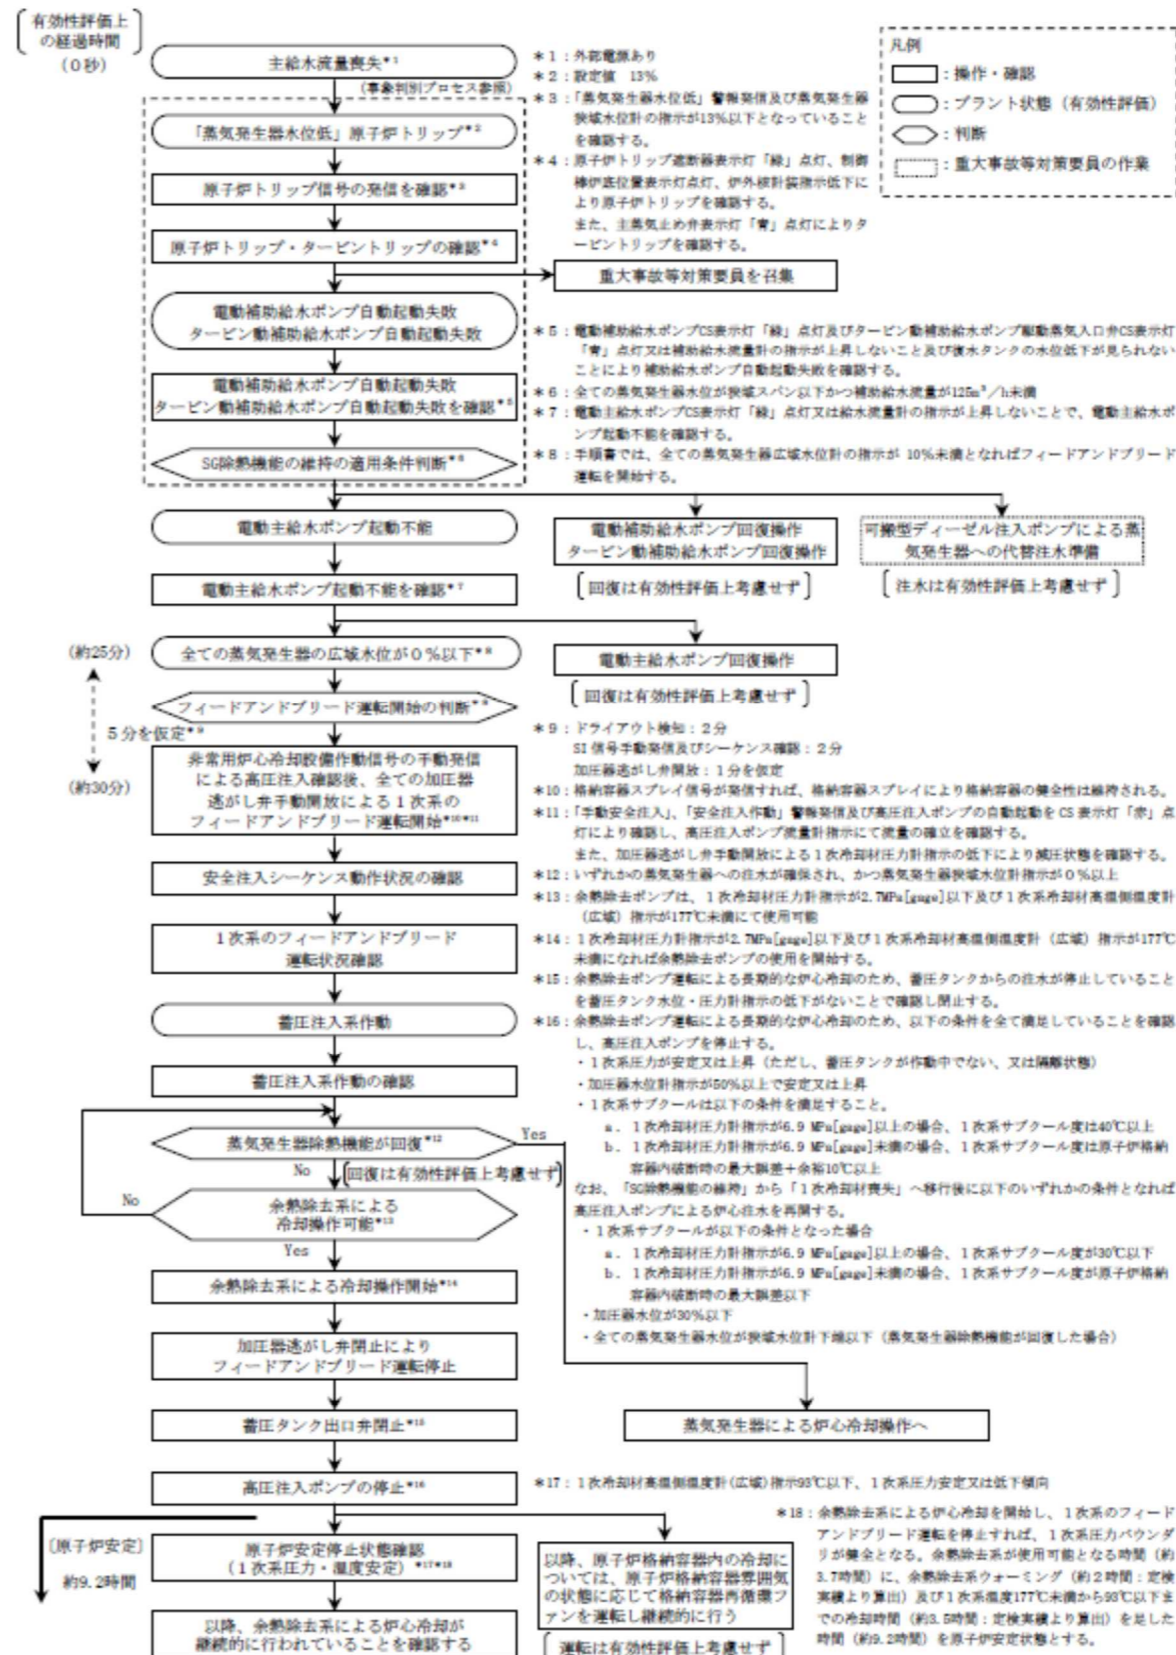 有効性評価上
の経過時間
(0秒)
主給水流量喪失*1
(事象判別プロセス参照)
「蒸気発生器水位低」原子炉トリップ*2
原子炉トリップ信号の発信を確認*3
原子炉トリップ・タービントリップの確認*4
重大事故等対策要員を召集
電動補助給水ポンプ自動起動失敗
タービン動補助給水ポンプ自動起動失敗
電動補助給水ポンプ自動起動失敗
タービン動補助給水ポンプ自動起動失敗を確認*5
SG除熱機能の維持の適用条件判断*6
*1:外部電源あり
*2:設定値 13%
*3:「蒸気発生器水位低」警報発信及び蒸気発生器
狭域水位計の指示が13%以下となっていること
を確認する。
*4:原子炉トリップ遮断器表示灯「緑」点灯、制御
棒炉底位置表示灯点灯、炉外核計装指示低下に
より原子炉トリップを確認する。
また、主蒸気止め弁表示灯「青」点灯によりタ
ービントリップを確認する。
凡例
:操作・確認
:プラント状態(有効性評価)
:判断
:重大事故等対策要員の作業
*5:電動補助給水ポンプCS表示灯「緑」点灯及びタービン動補助給水ポンプ駆動蒸気入口弁CS表示灯
「青」点灯又は補助給水流量計の指示が上昇しないこと及び復水タンクの水位低下が見られない
ことにより補助給水ポンプ自動起動失敗を確認する。
*6:全ての蒸気発生器水位が狭域スパン以下かつ補助給水流量が125m³/h未満
*7:電動主給水ポンプCS表示灯「緑」点灯又は給水流量計の指示が上昇しないことで、電動主給水ポ
ンプ起動不能を確認する。
*8:手順書では、全ての蒸気発生器広域水位計の指示が 10%未満となればフィードアンドブリード
運転を開始する。
電動主給水ポンプ起動不能
電動補助給水ポンプ回復操作
タービン動補助給水ポンプ回復操作
[回復は有効性評価上考慮せず]
可搬型ディーゼル注入ポンプによる蒸
気発生器への代替注水準備
[注水は有効性評価上考慮せず]
電動主給水ポンプ起動不能を確認*7
(約25分)
全ての蒸気発生器の広域水位が0%以下*8
電動主給水ポンプ回復操作
[回復は有効性評価上考慮せず]
フィードアンドブリード運転開始の判断*9
5分を仮定*9
(約30分)
非常用炉心冷却設備作動信号の手動発信
による高圧注入確認後、全ての加圧器
逃がし弁手動開放による1次系の
フィードアンドブリード運転開始*10*11
安全注入シーケンス動作状況の確認
1次系のフィードアンドブリード
運転状況確認
蓄圧注入系作動
蓄圧注入系作動の確認
蒸気発生器除熱機能が回復*12
Yes
No
[回復は有効性評価上考慮せず]
No
余熱除去系による
冷却操作可能*13
Yes
余熱除去系による冷却操作開始*14
加圧器逃がし弁閉止により
フィードアンドブリード運転停止
蓄圧タンク出口弁閉止*15
蒸気発生器による炉心冷却操作へ
高圧注入ポンプの停止*16
*9:ドライアウト検知:2分
SI 信号手動発信及びシーケンス確認:2分
加圧器逃がし弁開放:1分を仮定
*10:格納容器スプレイ信号が発信すれば、格納容器スプレイにより格納容器の健全性は維持される。
*11:「手動安全注入」、「安全注入作動」警報発信及び高圧注入ポンプの自動起動を CS 表示灯「赤」点
灯により確認し、高圧注入ポンプ流量計指示にて流量の確立を確認する。
また、加圧器逃がし弁手動開放による1次冷却材圧力計指示の低下により減圧状態を確認する。
*12:いずれかの蒸気発生器への注水が確保され、かつ蒸気発生器狭域水位計指示が0%以上
*13:余熱除去ポンプは、1次冷却材圧力計指示が2.7MPa[gage]以下及び1次系冷却材高温側温度計
(広域)指示が177℃未満にて使用可能
*14:1次冷却材圧力計指示が2.7MPa[gage]以下及び1次系冷却材高温側温度計(広域)指示が177℃
未満になれば余熱除去ポンプの使用を開始する。
*15:余熱除去ポンプ運転による長期的な炉心冷却のため、蓄圧タンクからの注水が停止していること
を蓄圧タンク水位・圧力計指示の低下がないことで確認し閉止する。
*16:余熱除去ポンプ運転による長期的な炉心冷却のため、以下の条件を全て満足していることを確認
し、高圧注入ポンプを停止する。
・1次系圧力が安定又は上昇(ただし、蓄圧タンクが作動中でない、又は隔離状態)
・加圧器水位計指示が50%以上で安定又は上昇
・1次系サブクールは以下の条件を満足すること。
a. 1次冷却材圧力計指示が6.9 MPa[gage]以上の場合、1次系サブクール度は40℃以上
b. 1次冷却材圧力計指示が6.9 MPa[gage]未満の場合、1次系サブクール度は原子炉格納
容器内破断時の最大誤差+余裕10℃以上
なお、「SG除熱機能の維持」から「1次冷却材喪失」へ移行後に以下のいずれかの条件となれば
高圧注入ポンプによる炉心注水を再開する。
・1次系サブクールが以下の条件となった場合
a. 1次冷却材圧力計指示が6.9 MPa[gage]以上の場合、1次系サブクール度が30℃以下
b. 1次冷却材圧力計指示が6.9 MPa[gage]未満の場合、1次系サブクール度が原子炉格納
容器内破断時の最大誤差以下
・加圧器水位が30%以下
・全ての蒸気発生器水位が狭域水位計下端以下(蒸気発生器除熱機能が回復した場合)
*17:1次冷却材高温側温度計(広域)指示93℃以下、1次系圧力安定又は低下傾向
[原子炉安定]
約9.2時間
原子炉安定停止状態確認
(1次系圧力・温度安定)*17*18
以降、余熱除去系による炉心冷却が
継続的に行われていることを確認する
以降、原子炉格納容器内の冷却に
ついては、原子炉格納容器雰囲気
の状態に応じて格納容器再循環フ
ァンを運転し継続的に行う
[運転は有効性評価上考慮せず]
*18:余熱除去系による炉心冷却を開始し、1次系のフィード
アンドブリード運転を停止すれば、1次系圧力バウンダ
リが健全となる。余熱除去系が使用可能となる時間(約
3.7時間)に、余熱除去系ウォーミング(約2時間:定検
実績より算出)及び1次系温度177℃未満から93℃以下ま
での冷却時間(約3.5時間:定検実績より算出)を足した
時間(約9.2時間)を原子炉安定状態とする。